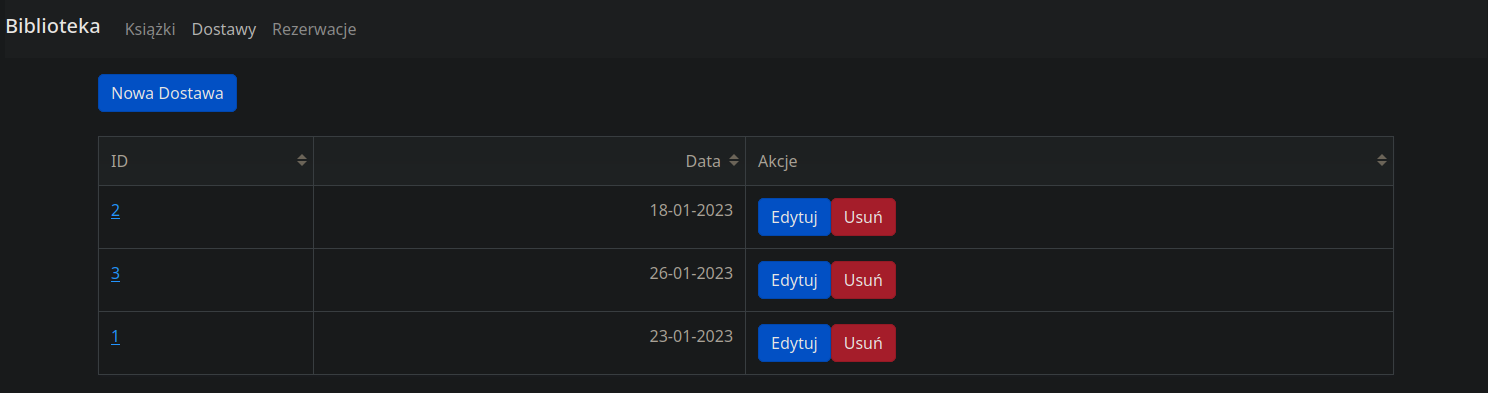 Biblioteka Książki Dostawy Rezerwacje
Nowa Dostawa
ID Data Akcje
2 18-01-2023 Edytuj Usuń
3 26-01-2023 Edytuj Usuń
1 23-01-2023 Edytuj Usuń